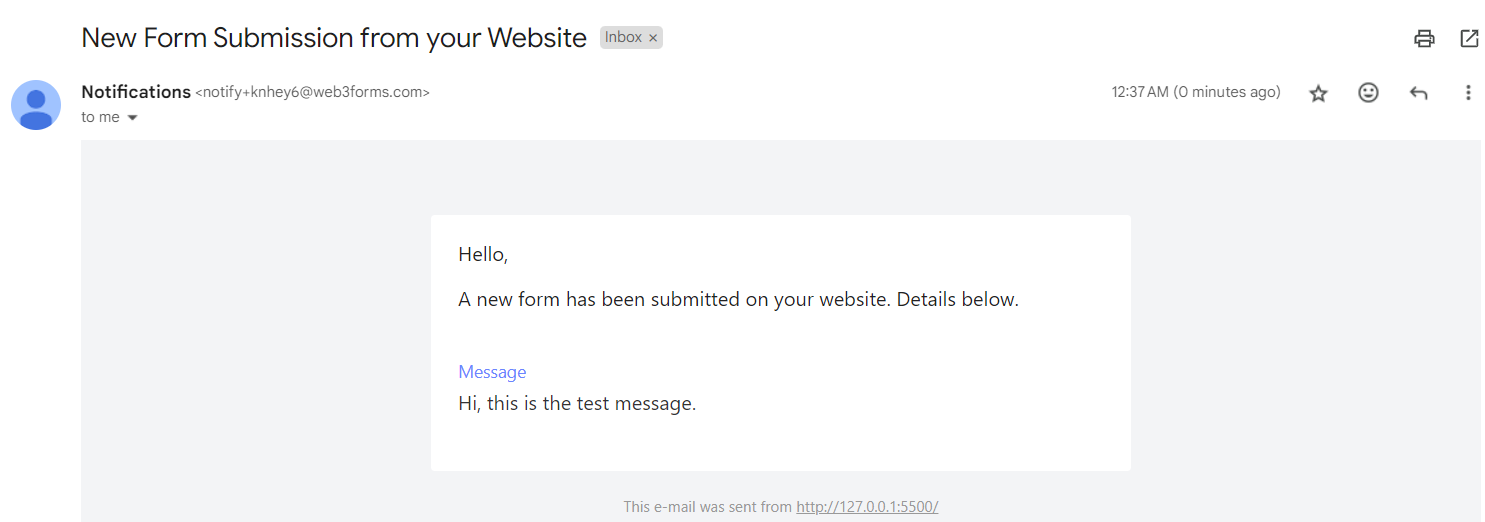 New Form Submission from your Website Inbox ×
Notifications <notify+knhey6@web3forms.com> 12:37 AM (0 minutes ago)
to me
Hello,
A new form has been submitted on your website. Details below.
Message
Hi, this is the test message.
This e-mail was sent from http://127.0.0.1:5500/